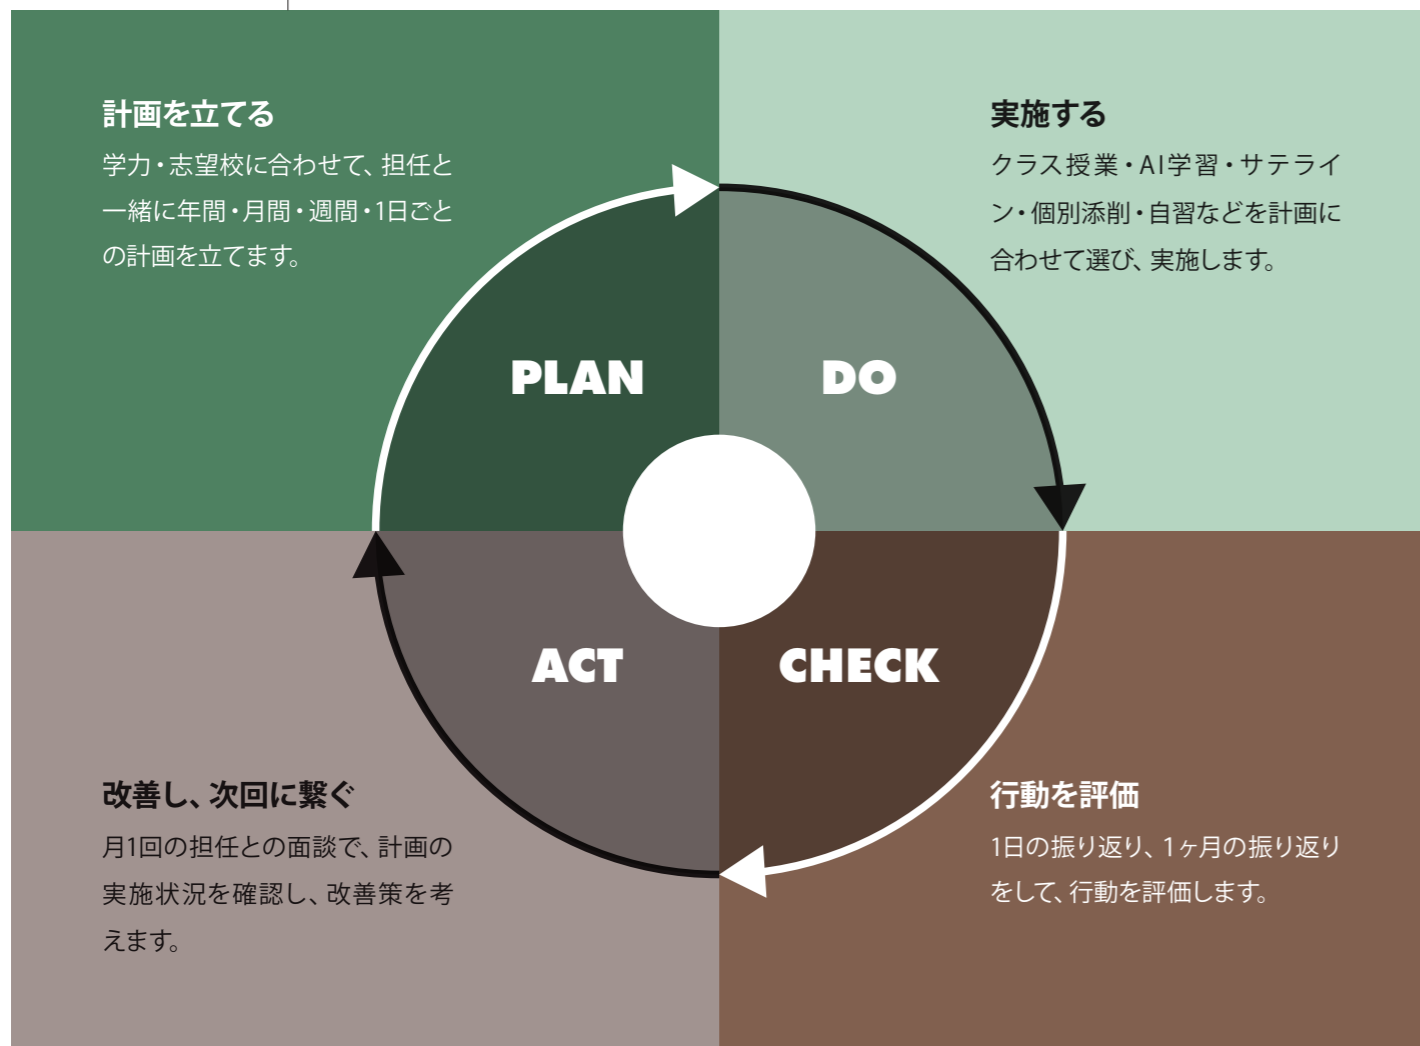 計画を立てる
学力・志望校に合わせて、担任と
一緒に年間・月間・週間・1日ごと
の計画を立てます。
実施する
クラス授業・AI学習・サテライ
ン・個別添削・自習などを計画に
合わせて選び、実施します。
PLAN
DO
ACT
CHECK
改善し、次回に繋ぐ
月1回の担任との面談で、計画の
実施状況を確認し、改善策を考
えます。
行動を評価
1日の振り返り、1ヶ月の振り返り
をして、行動を評価します。